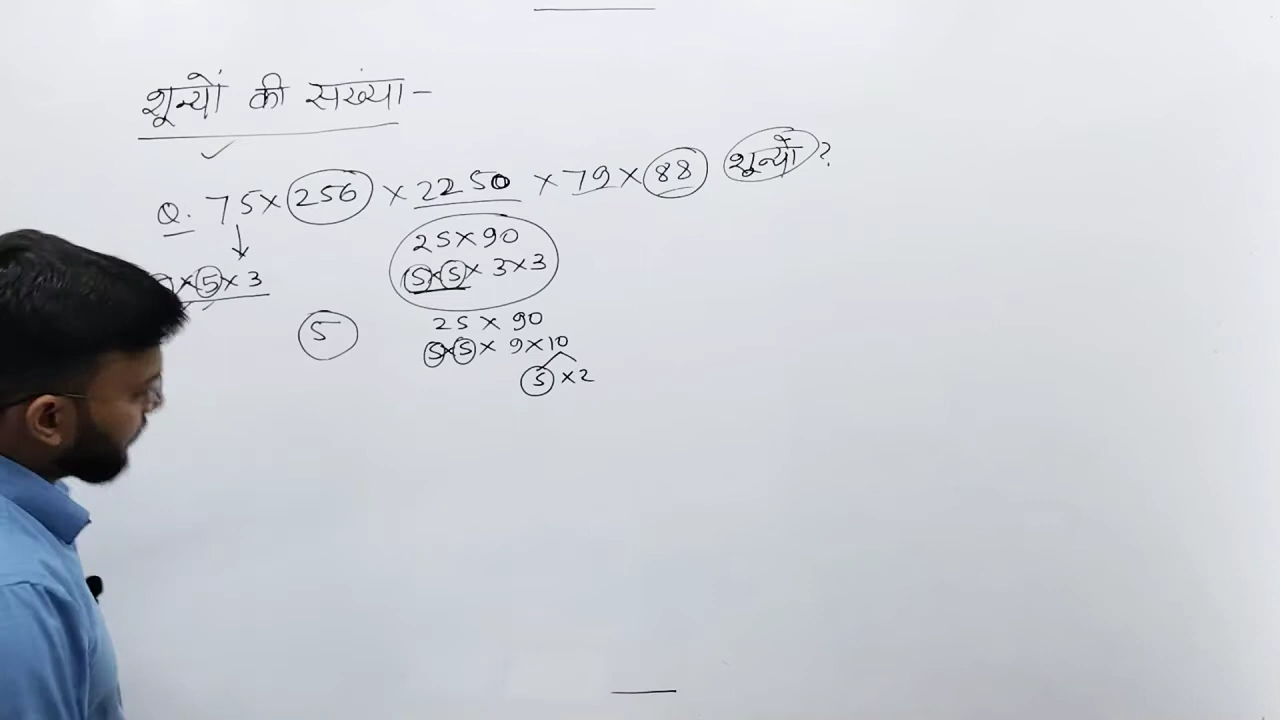 शून्यों की सख्या -
Q. 75 × 256 × 2250 × 79 × 88 शून्यो ?
25 × 90
5 × 5 × 3 × 3
× 5 × 3
5
25 × 90
5 × 5 × 9 × 10
5 × 2